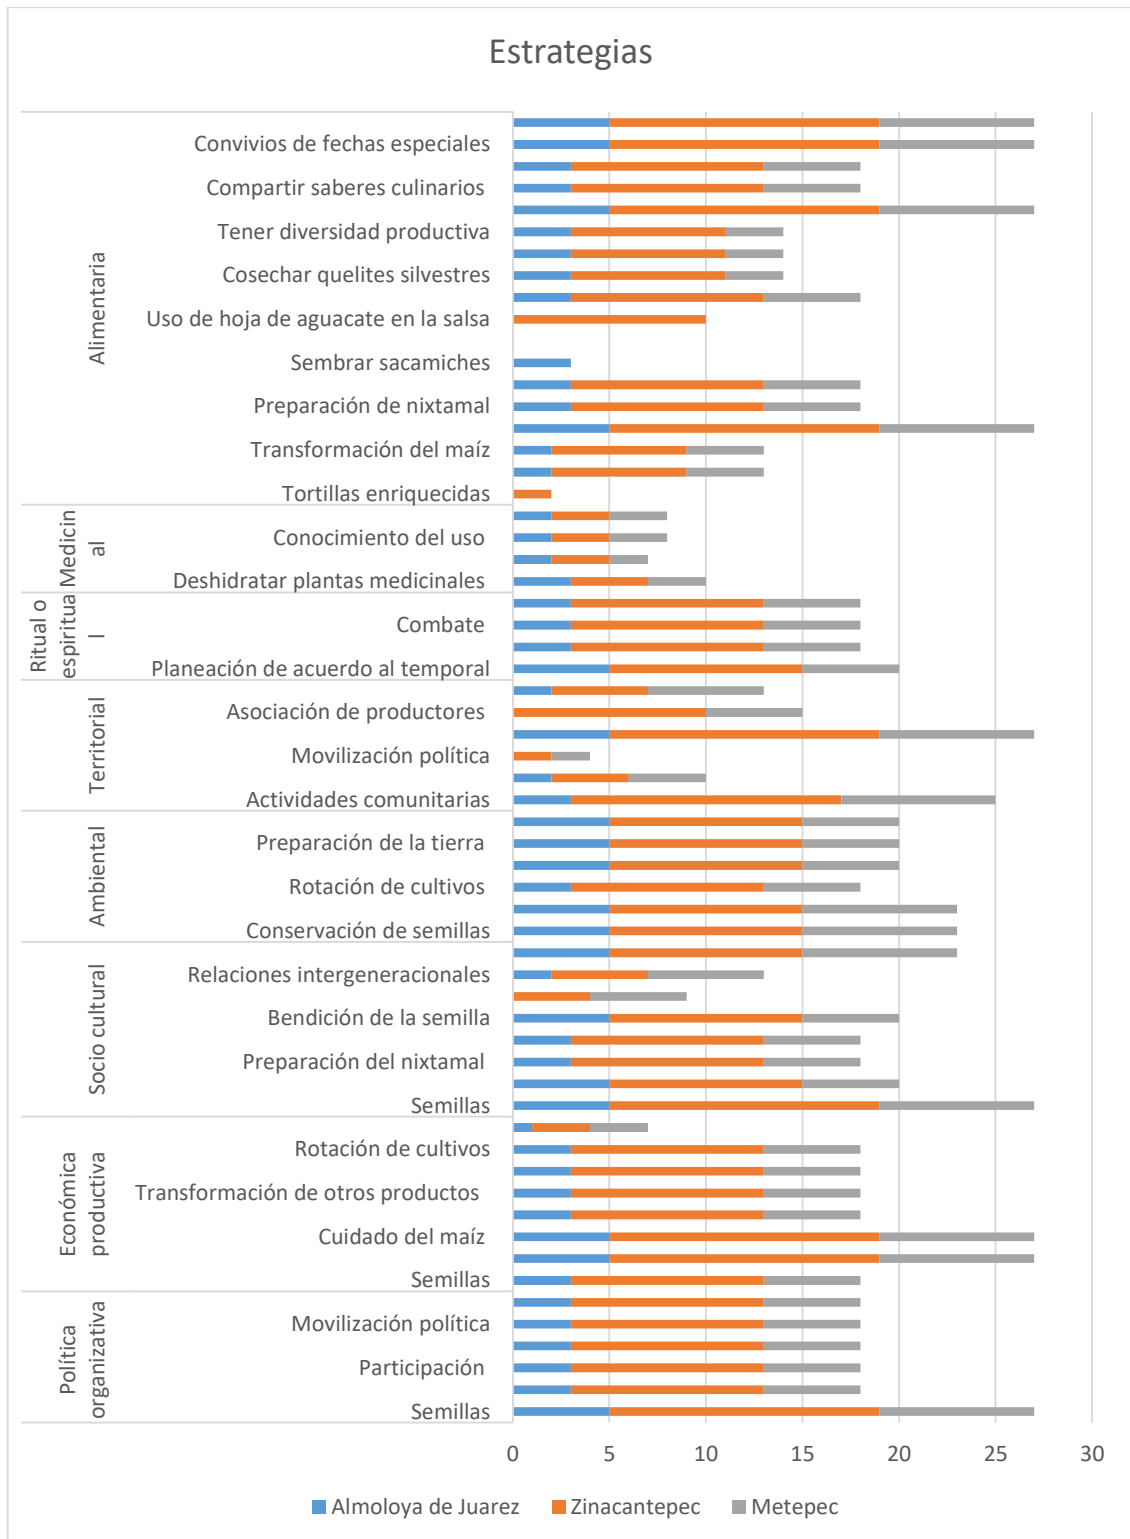 Estrategias
Alimentaria
Convivios de fechas especiales
Compartir saberes culinarios
Tener diversidad productiva
Cosechar quelites silvestres
Uso de hoja de aguacate en la salsa
Sembrar sacamiches
Preparación de nixtamal
Transformación del maíz
Tortillas enriquecidas
Medicin
al
Conocimiento del uso
Deshidratar plantas medicinales
Ritual o
espiritua
l
Combate
Planeación de acuerdo al temporal
Territorial
Asociación de productores
Movilización política
Actividades comunitarias
Ambiental
Preparación de la tierra
Rotación de cultivos
Conservación de semillas
Socio cultural
Relaciones intergeneracionales
Bendición de la semilla
Preparación del nixtamal
Semillas
Económica
productiva
Rotación de cultivos
Transformación de otros productos
Cuidado del maíz
Semillas
Política
organizativa
Movilización política
Participación
Semillas
0 5 10 15 20 25 30
Almoloya de Juarez Zinacantepec Metepec